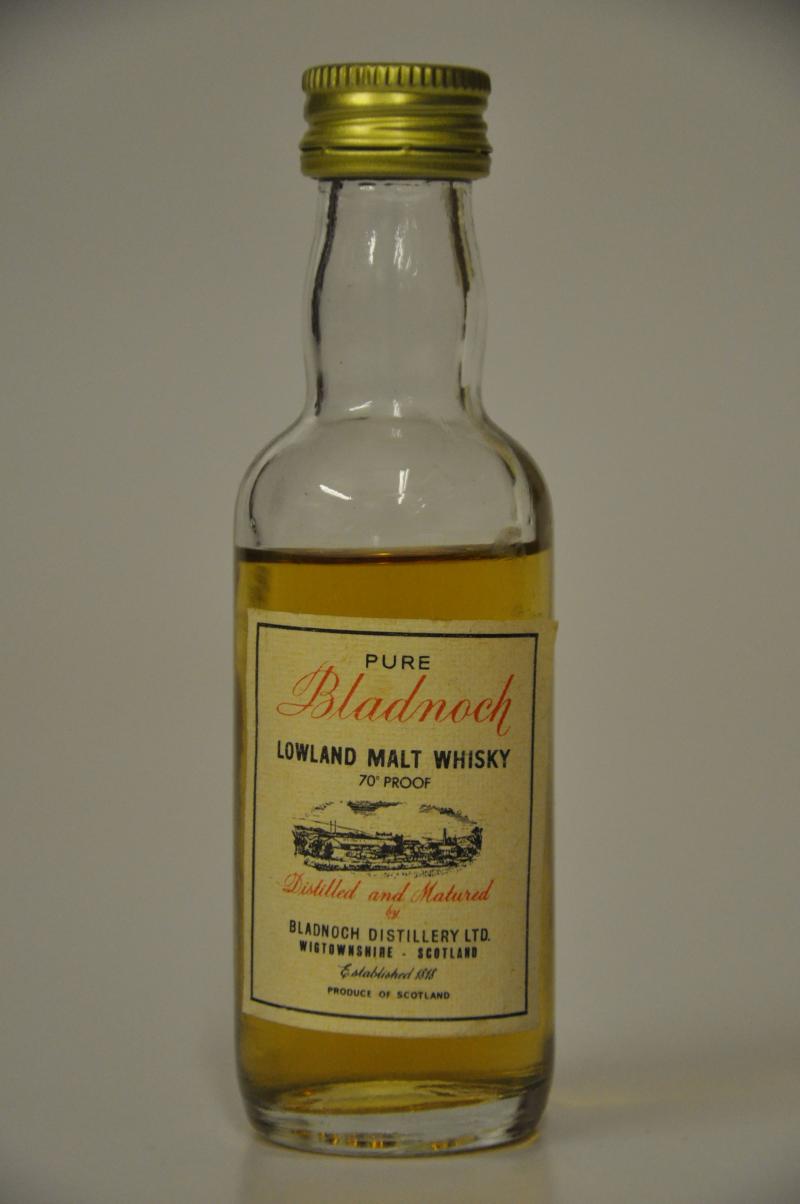 PURE
Bladnoch
LOWLAND MALT WHISKY
70° PROOF
Distilled and Matured
by
BLADNOCH DISTILLERY LTD.
WIGTOWNSHIRE - SCOTLAND
Established 1818
PRODUCE OF SCOTLAND